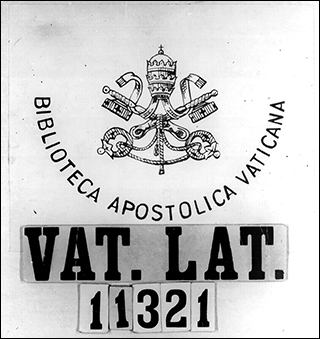 BIBLIOTECA APOSTOLICA VATICANA
VAT. LAT.
11321